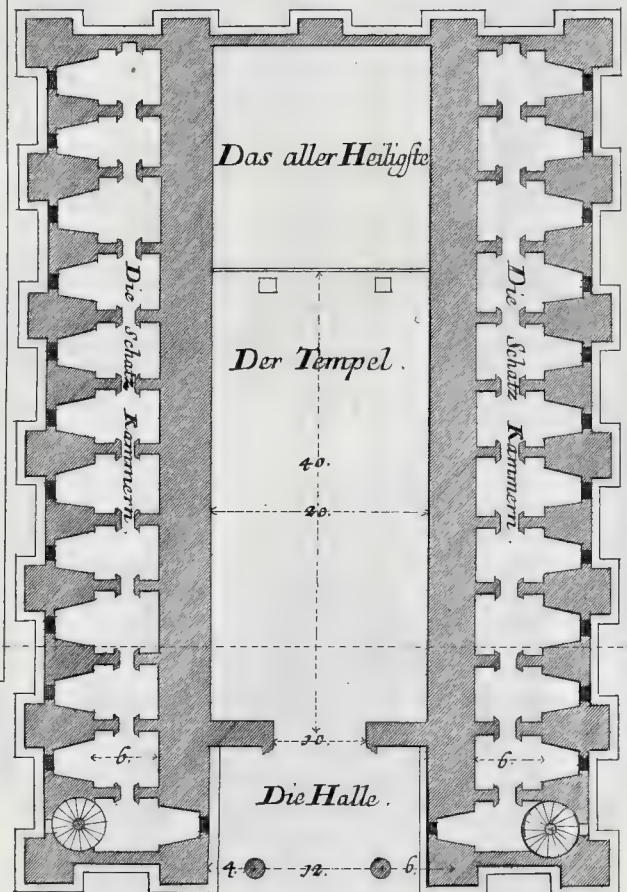 Das aller Heiligste
Die Schatz Kammern.
Die Schatz Kammern.
Der Tempel.
40.
20.
10.
6.
6.
Die Halle.
4.
12.
6.